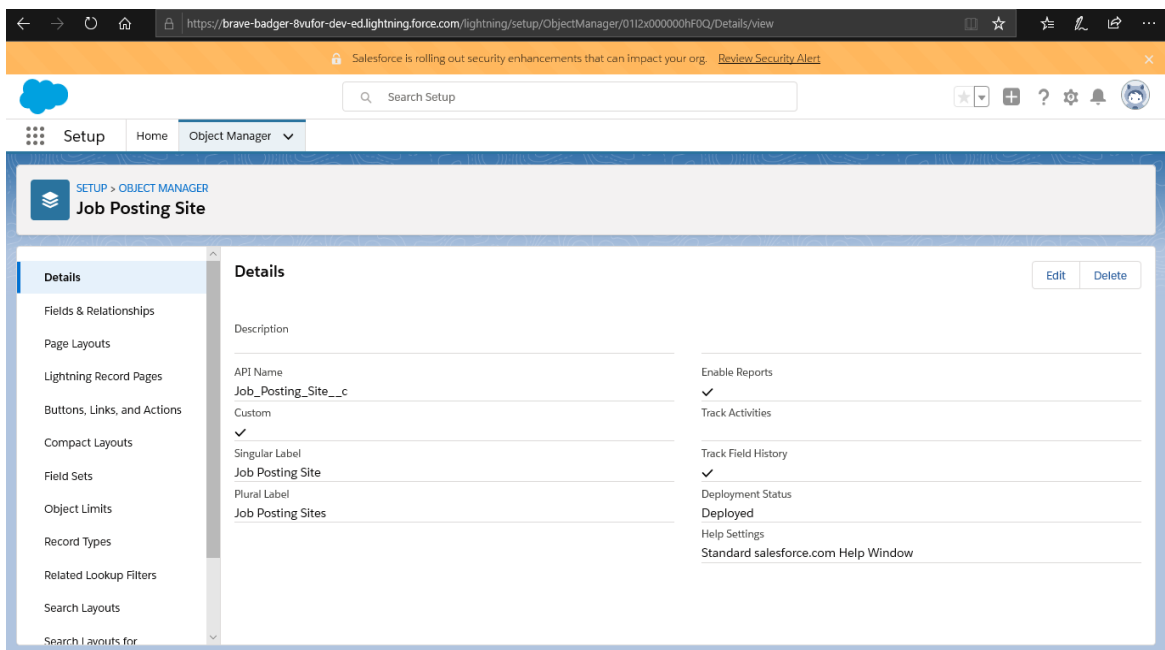 https://brave-badger-8vufor-dev-ed.lightning.force.com/lightning/setup/ObjectManager/01I2x000000hF0Q/Details/view
Salesforce is rolling out security enhancements that can impact your org. Review Security Alert
Search Setup
Setup Home Object Manager
SETUP > OBJECT MANAGER
Job Posting Site
Details
Fields & Relationships
Page Layouts
Lightning Record Pages
Buttons, Links, and Actions
Compact Layouts
Field Sets
Object Limits
Record Types
Related Lookup Filters
Search Layouts
Search Layouts for
Details
Edit Delete
Description
API Name
Job_Posting_Site__c
Custom
Singular Label
Job Posting Site
Plural Label
Job Posting Sites
Enable Reports
Track Activities
Track Field History
Deployment Status
Deployed
Help Settings
Standard salesforce.com Help Window